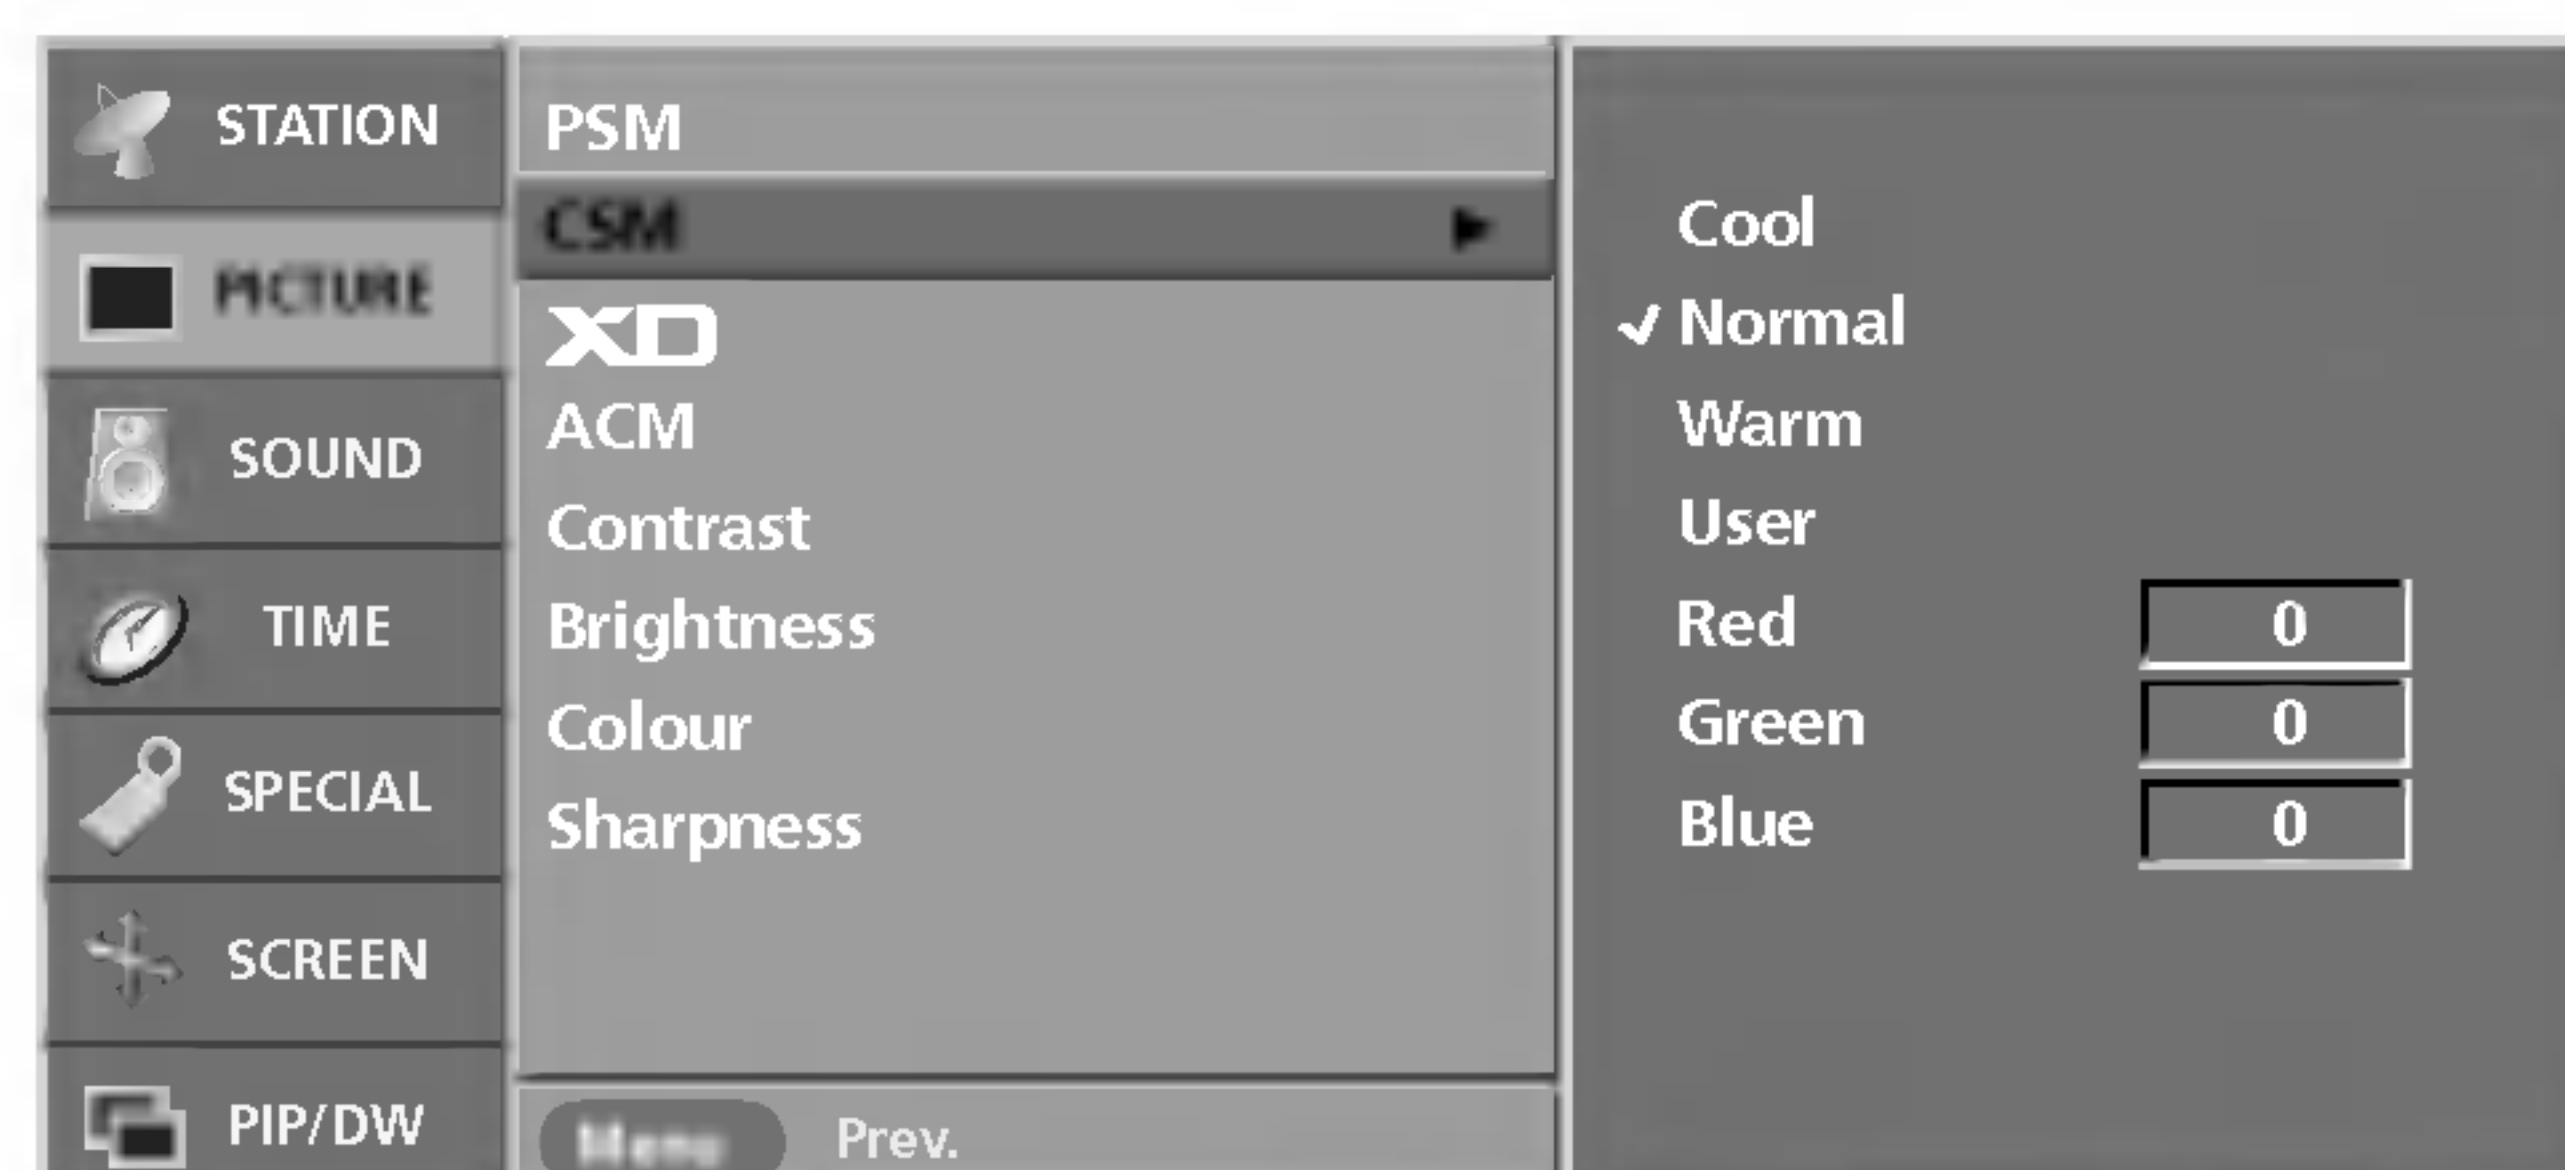 STATION
PICTURE
SOUND
TIME
SPECIAL
SCREEN
PIP/DW
PSM
CSM
XD
ACM
Contrast
Brightness
Colour
Sharpness
Menu Prev.
Cool
Normal
Warm
User
Red 0
Green 0
Blue 0